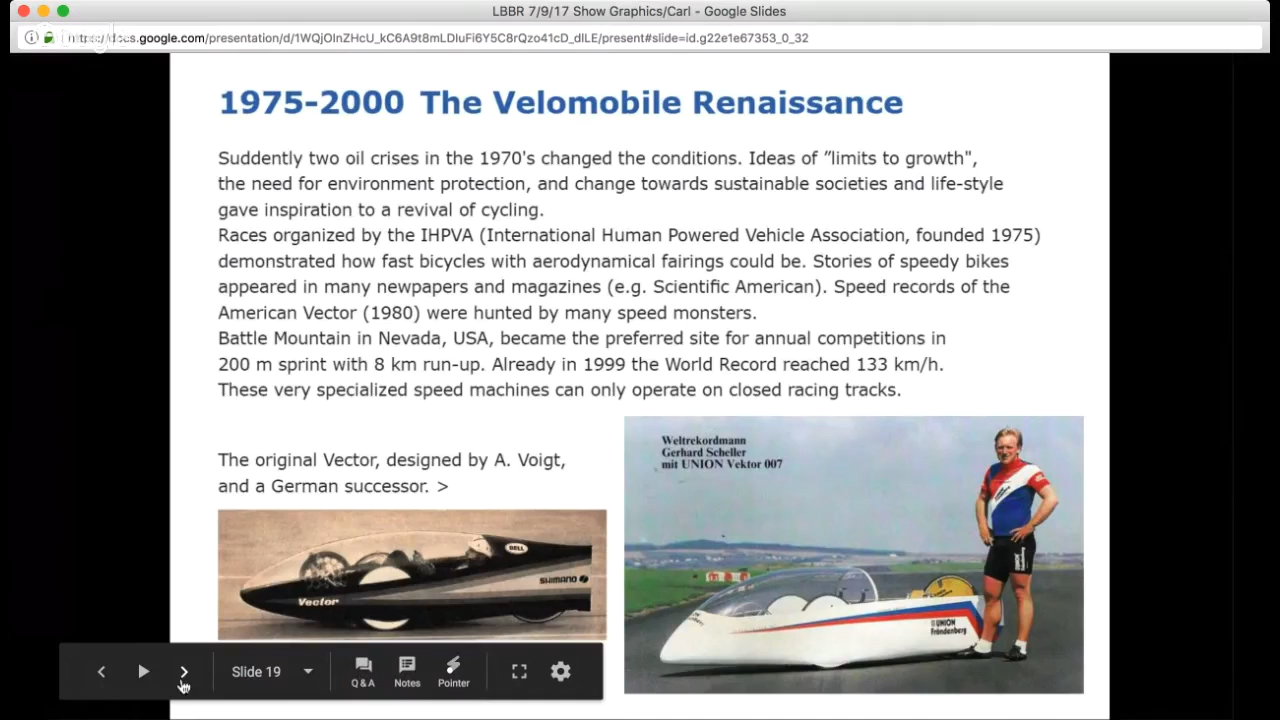 LBBR 7/9/17 Show Graphics/Carl - Google Slides
https://docs.google.com/presentation/d/1WQjOlnZHcU_kC6A9t8mLDluFi6Y5C8rQzo41cD_dILE/present#slide=id.g22e1e67353_0_32
1975-2000 The Velomobile Renaissance
Suddently two oil crises in the 1970's changed the conditions. Ideas of ”limits to growth",
the need for environment protection, and change towards sustainable societies and life-style
gave inspiration to a revival of cycling.
Races organized by the IHPVA (International Human Powered Vehicle Association, founded 1975)
demonstrated how fast bicycles with aerodynamical fairings could be. Stories of speedy bikes
appeared in many newpapers and magazines (e.g. Scientific American). Speed records of the
American Vector (1980) were hunted by many speed monsters.
Battle Mountain in Nevada, USA, became the preferred site for annual competitions in
200 m sprint with 8 km run-up. Already in 1999 the World Record reached 133 km/h.
These very specialized speed machines can only operate on closed racing tracks.
The original Vector, designed by A. Voigt,
and a German successor. >
Weltrekordmann
Gerhard Scheller
mit UNION Vektor 007
BELL
SHIMANO
Vector
UNION
Fröndenberg
Slide 19
Q & A
Notes
Pointer